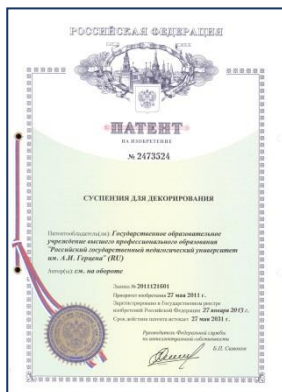 РОССИЙСКАЯ ФЕДЕРАЦИЯ
ПАТЕНТ
НА ИЗОБРЕТЕНИЕ
№ 2473524
СУСПЕНЗИЯ ДЛЯ ДЕКОРИРОВАНИЯ
Патентообладатель(ли): Государственное образовательное
учреждение высшего профессионального образования
"Российский государственный педагогический университет
им. А.И. Герцена" (RU)
Автор(ы): см. на обороте
Заявка № 2011121601
Приоритет изобретения 27 мая 2011 г.
Зарегистрировано в Государственном реестре
изобретений Российской Федерации 27 января 2013 г.
Срок действия патента истекает 27 мая 2031 г.
Руководитель Федеральной службы
по интеллектуальной собственности
Б.П. Симонов